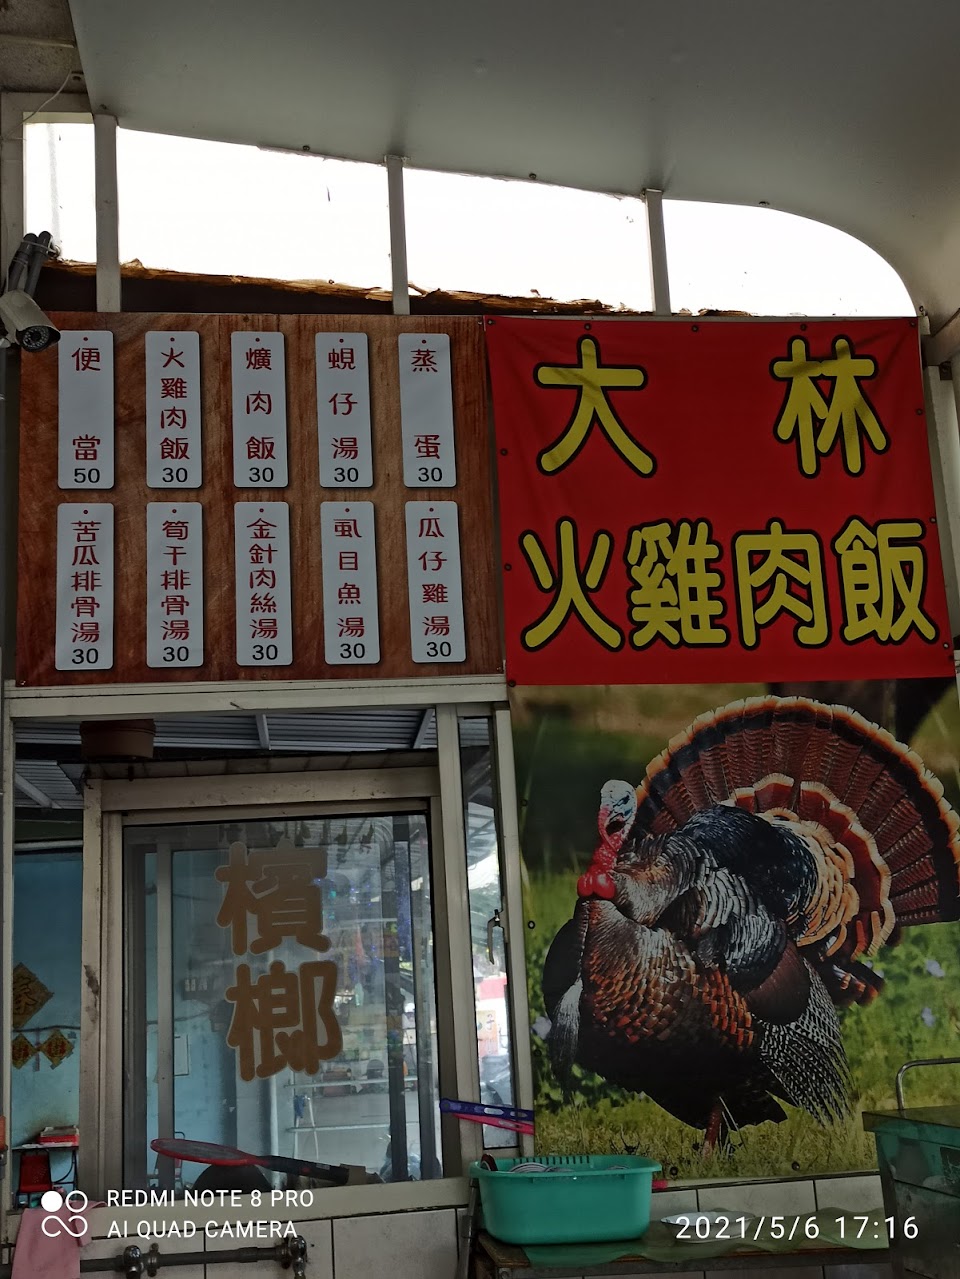 便當
50
火雞肉飯
30
爌肉飯
30
蜆仔湯
30
蒸蛋
30
苦瓜排骨湯
30
筍干排骨湯
30
金針肉絲湯
30
虱目魚湯
30
瓜仔雞湯
30
大林
火雞肉飯
檳榔
REDMI NOTE 8 PRO
AI QUAD CAMERA
2021/5/6 17:16